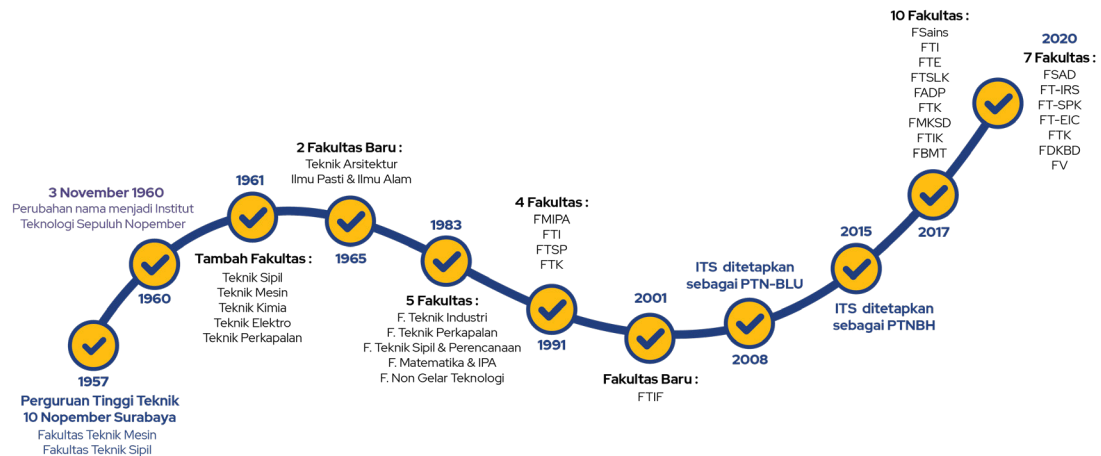 1957
Perguruan Tinggi Teknik
10 Nopember Surabaya
Fakultas Teknik Mesin
Fakultas Teknik Sipil
3 November 1960
Perubahan nama menjadi Institut
Teknologi Sepuluh Nopember
1960
1961
Tambah Fakultas :
Teknik Sipil
Teknik Mesin
Teknik Kimia
Teknik Elektro
Teknik Perkapalan
2 Fakultas Baru :
Teknik Arsitektur
Ilmu Pasti & Ilmu Alam
1965
1983
5 Fakultas :
F. Teknik Industri
F. Teknik Perkapalan
F. Teknik Sipil & Perencanaan
F. Matematika & IPA
F. Non Gelar Teknologi
4 Fakultas :
FMIPA
FTI
FTSP
FTK
1991
2001
Fakultas Baru :
FTIF
ITS ditetapkan
sebagai PTN-BLU
2008
2015
ITS ditetapkan
sebagai PTNBH
10 Fakultas :
FSains
FTI
FTE
FTSLK
FADP
FTK
FMKSD
FTIK
FBMT
2017
2020
7 Fakultas :
FSAD
FT-IRS
FT-SPK
FT-EIC
FTK
FDKBD
FV